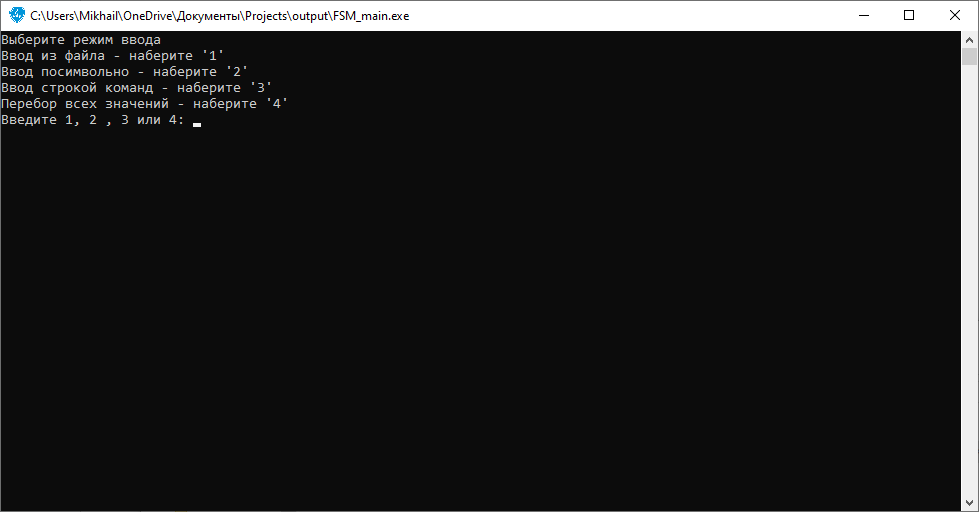 C:\Users\Mikhail\OneDrive\Документы\Projects\output\FSM_main.exe
Выберите режим ввода
Ввод из файла - наберите '1'
Ввод посимвольно - наберите '2'
Ввод строкой команд - наберите '3'
Перебор всех значений - наберите '4'
Введите 1, 2 , 3 или 4: